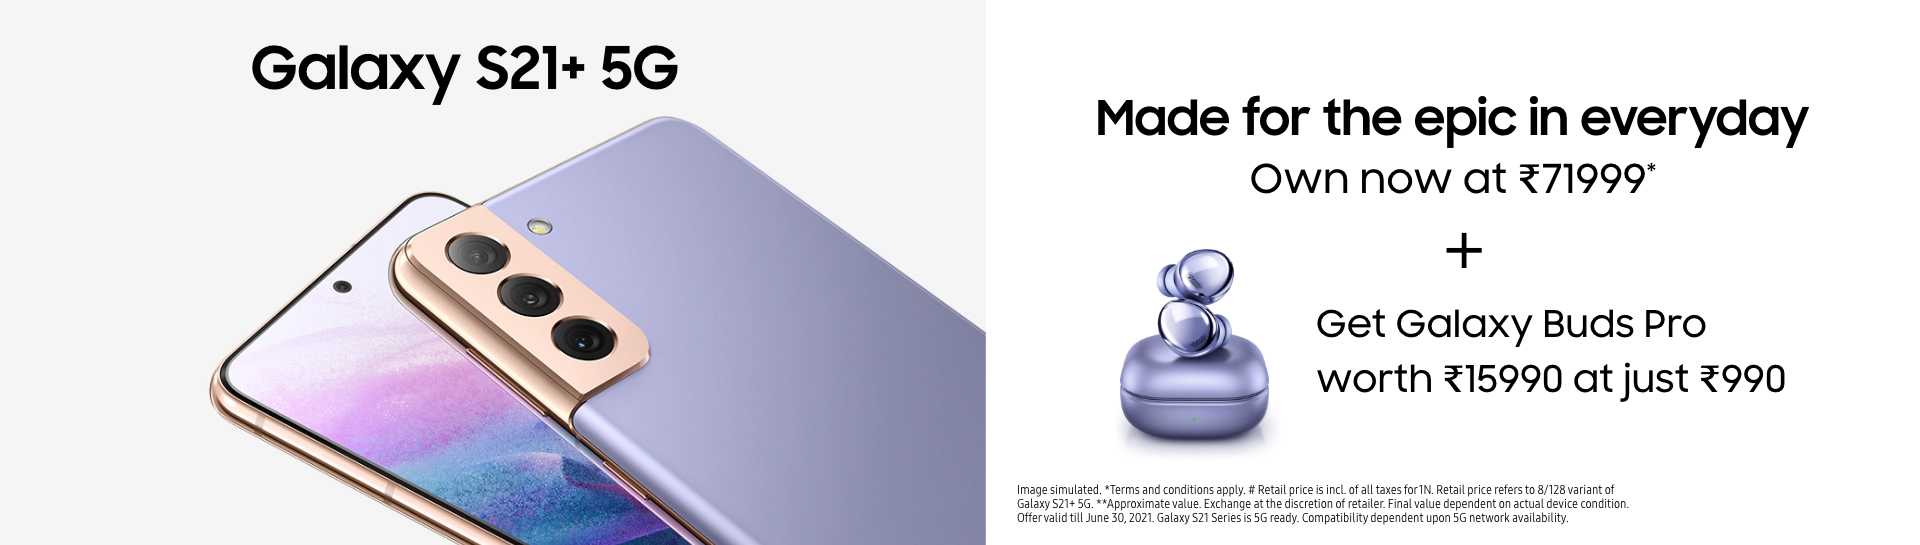 Galaxy S21+ 5G
Made for the epic in everyday
Own now at ₹71999*
+
Get Galaxy Buds Pro
worth ₹15990 at just ₹990
Image simulated. *Terms and conditions apply. # Retail price is incl. of all taxes for 1N. Retail price refers to 8/128 variant of
Galaxy S21+ 5G. **Approximate value. Exchange at the discretion of retailer. Final value dependent on actual device condition.
Offer valid till June 30, 2021. Galaxy S21 Series is 5G ready. Compatibility dependent upon 5G network availability.